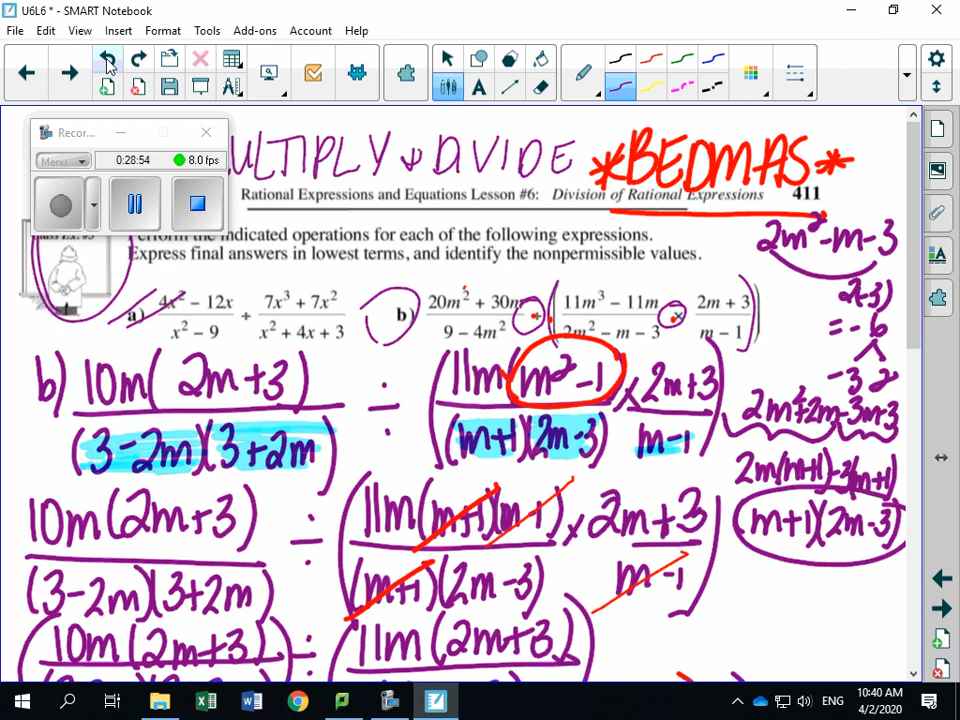 U6L6 * - SMART Notebook
File Edit View Insert Format Tools Add-ons Account Help
Recor...
Menu
0:28:54 8.0 fps
ULTIPLY & DIVIDE *BEDMAS*
Rational Expressions and Equations Lesson #6: Division of Rational Expressions 411
erform the indicated operations for each of the following expressions.
Express final answers in lowest terms, and identify the nonpermissible values.
a) 4x² − 12x / x² − 9 ÷ 7x³ + 7x² / x² + 4x + 3 b) 20m² + 30m / 9 − 4m² ÷ ( 11m³ − 11m / 2m² − m − 3 × 2m + 3 / m − 1 )
2m²-m-3
2(-3)
= -6
-3 2
2m²+2m-3m-3
2m(m+1)-3(m+1)
(m+1)(2m-3)
b) 10m(2m+3) / (3-2m)(3+2m) ÷ ( 11m(m²-1) / (m+1)(2m-3) × 2m+3 / m-1 )
10m(2m+3) / (3-2m)(3+2m) ÷ ( 11m(m+1)(m-1) / (m+1)(2m-3) × 2m+3 / m-1 )
( 10m(2m+3) ) ÷ ( 11m(2m+3) )
ENG
10:40 AM
4/2/2020